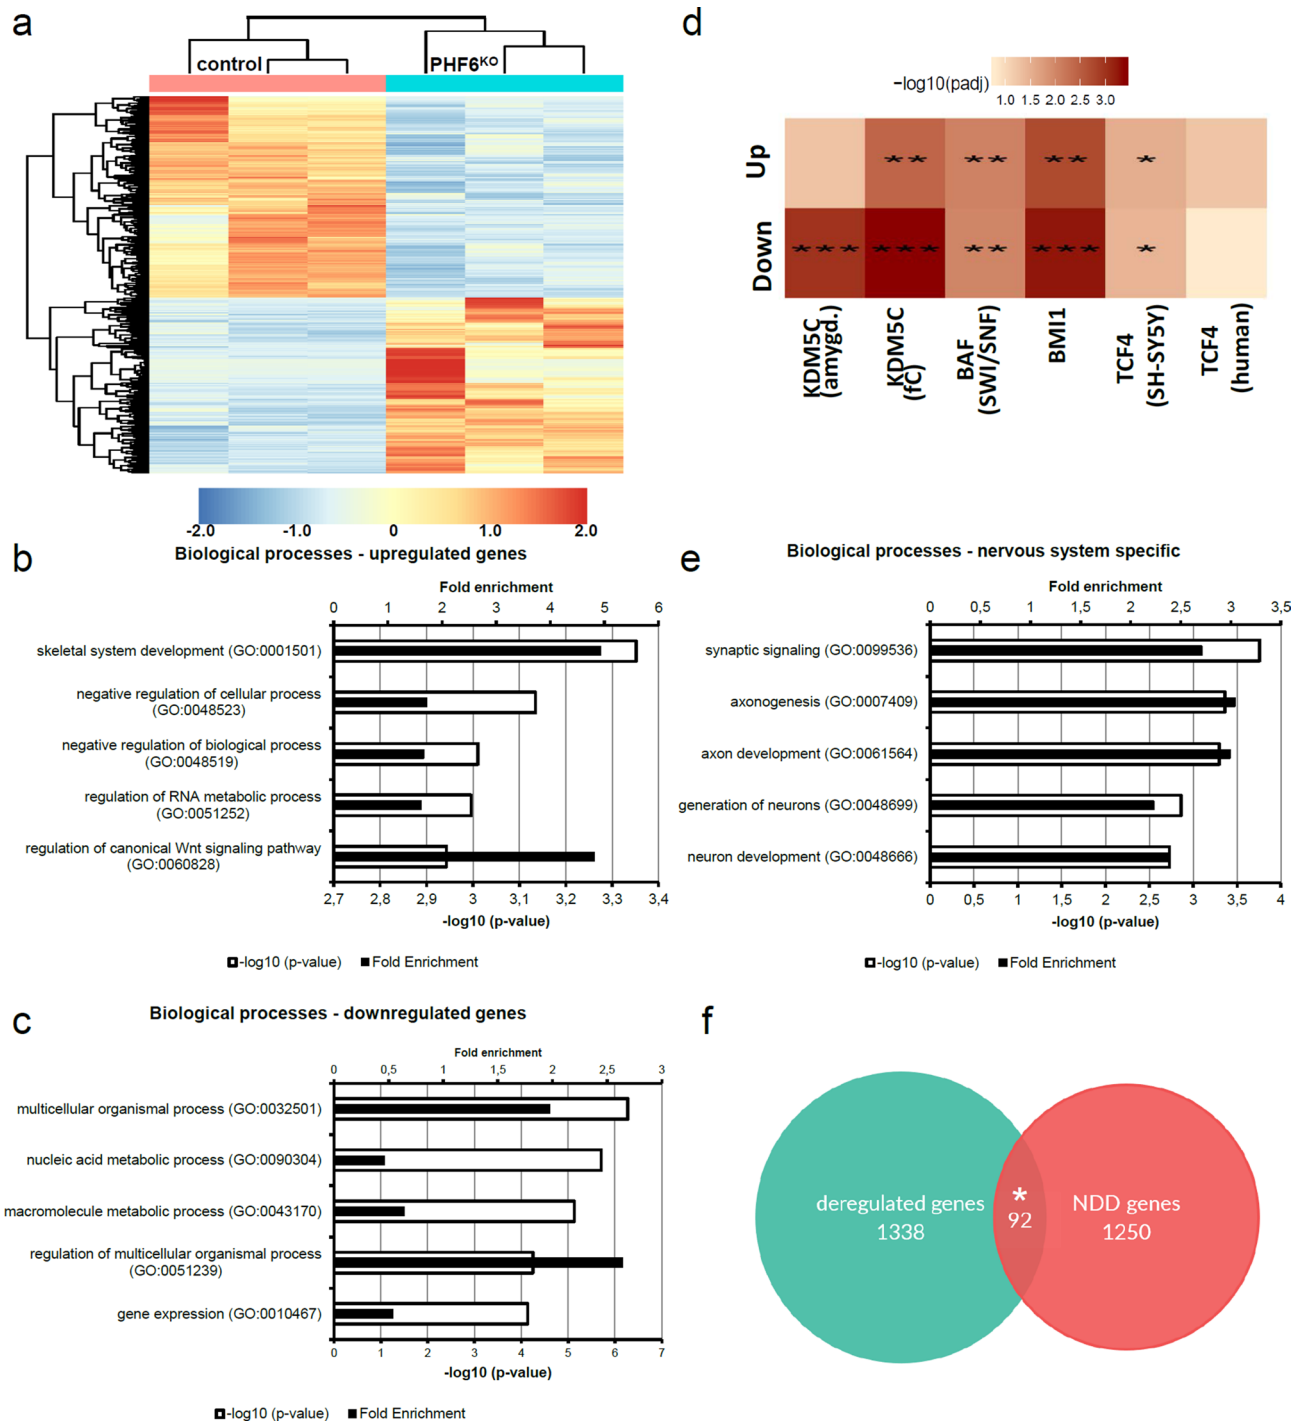 a
control
PHF6KO
-2.0 -1.0 0 1.0 2.0
d
−log10(padj)
1.0 1.5 2.0 2.5 3.0
Up
** ** ** *
Down
*** *** ** *** *
KDM5C
(amygd.)
KDM5C
(fC)
BAF
(SWI/SNF)
BMI1
TCF4
(SH-SY5Y)
TCF4
(human)
b
Biological processes - upregulated genes
Fold enrichment
0 1 2 3 4 5 6
skeletal system development (GO:0001501)
negative regulation of cellular process
(GO:0048523)
negative regulation of biological process
(GO:0048519)
regulation of RNA metabolic process
(GO:0051252)
regulation of canonical Wnt signaling pathway
(GO:0060828)
2,7 2,8 2,9 3 3,1 3,2 3,3 3,4
-log10 (p-value)
-log10 (p-value) Fold Enrichment
e
Biological processes - nervous system specific
Fold enrichment
0 0,5 1 1,5 2 2,5 3 3,5
synaptic signaling (GO:0099536)
axonogenesis (GO:0007409)
axon development (GO:0061564)
generation of neurons (GO:0048699)
neuron development (GO:0048666)
0 0,5 1 1,5 2 2,5 3 3,5 4
-log10 (p-value)
-log10 (p-value) Fold Enrichment
c
Biological processes - downregulated genes
Fold enrichment
0 0,5 1 1,5 2 2,5 3
multicellular organismal process (GO:0032501)
nucleic acid metabolic process (GO:0090304)
macromolecule metabolic process (GO:0043170)
regulation of multicellular organismal process
(GO:0051239)
gene expression (GO:0010467)
0 1 2 3 4 5 6 7
-log10 (p-value)
-log10 (p-value) Fold Enrichment
f
deregulated genes
1338
*
92
NDD genes
1250